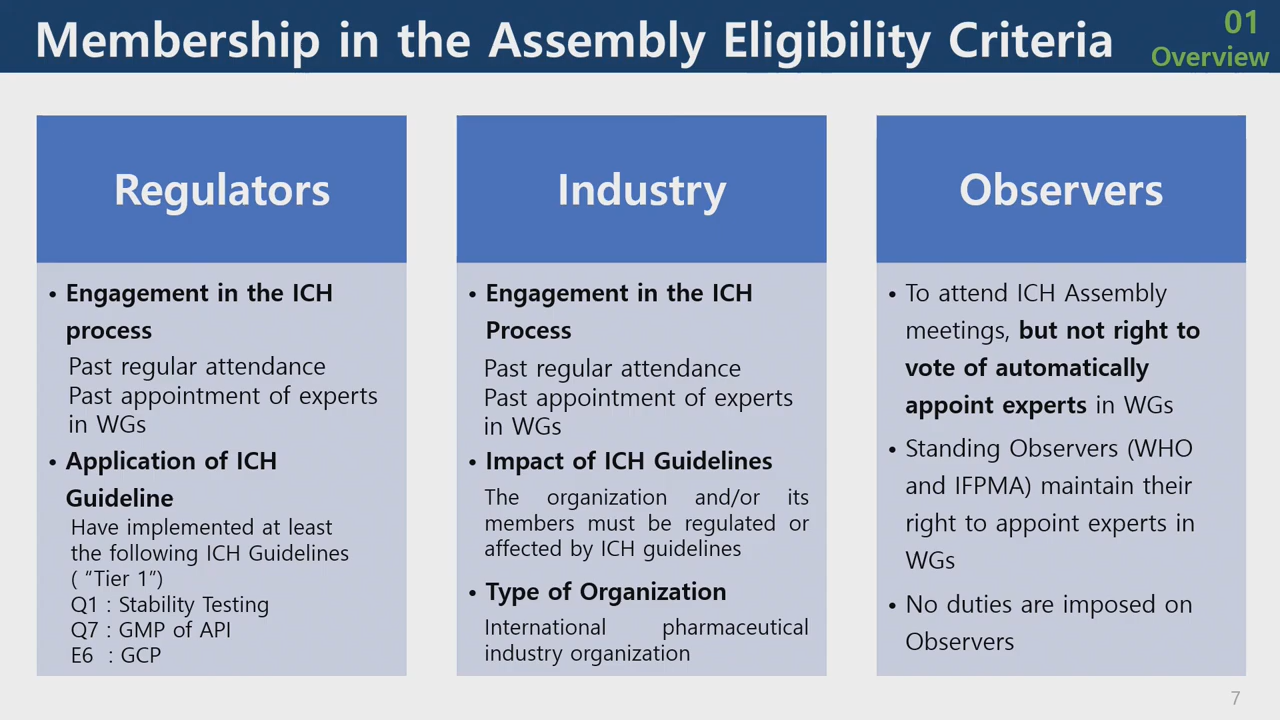 Membership in the Assembly Eligibility Criteria
01
Overview
Regulators
• Engagement in the ICH
process
Past regular attendance
Past appointment of experts
in WGs
• Application of ICH
Guideline
Have implemented at least
the following ICH Guidelines
( “Tier 1”)
Q1 : Stability Testing
Q7 : GMP of API
E6 : GCP
Industry
• Engagement in the ICH
Process
Past regular attendance
Past appointment of experts
in WGs
• Impact of ICH Guidelines
The organization and/or its
members must be regulated or
affected by ICH guidelines
• Type of Organization
International pharmaceutical
industry organization
Observers
• To attend ICH Assembly
meetings, but not right to
vote of automatically
appoint experts in WGs
• Standing Observers (WHO
and IFPMA) maintain their
right to appoint experts in
WGs
• No duties are imposed on
Observers
7